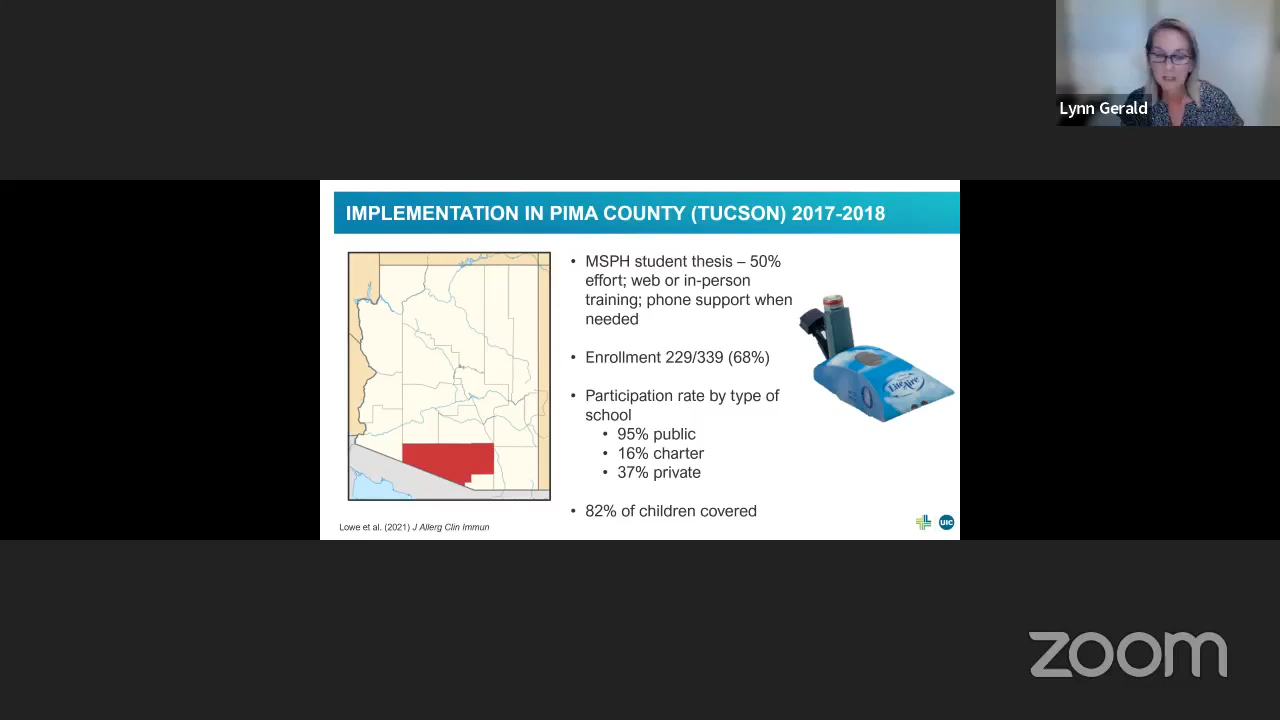 Lynn Gerald
IMPLEMENTATION IN PIMA COUNTY (TUCSON) 2017-2018
• MSPH student thesis – 50%
effort; web or in-person
training; phone support when
needed
• Enrollment 229/339 (68%)
• Participation rate by type of
school
• 95% public
• 16% charter
• 37% private
• 82% of children covered
LiteAire
Lowe et al. (2021) J Allerg Clin Immun
UIC
zoom